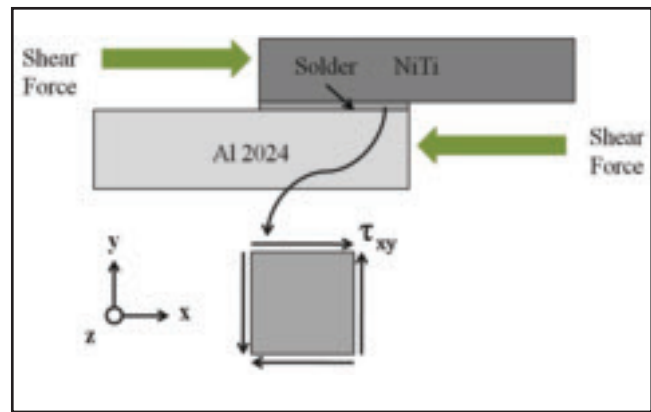 Shear
Force
Solder
NiTi
Al 2024
Shear
Force
τxy
y
x
z